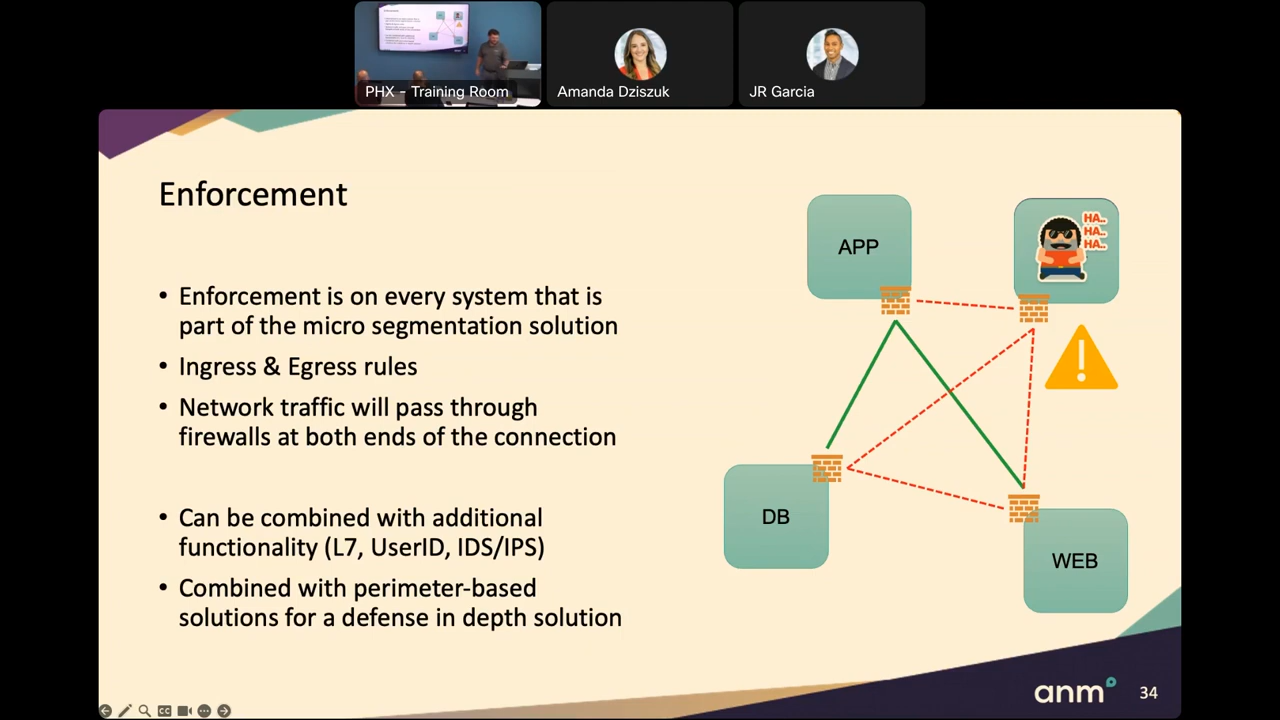 PHX - Training Room
Amanda Dziszuk
JR Garcia
Enforcement
• Enforcement is on every system that is
part of the micro segmentation solution
• Ingress & Egress rules
• Network traffic will pass through
firewalls at both ends of the connection
• Can be combined with additional
functionality (L7, UserID, IDS/IPS)
• Combined with perimeter-based
solutions for a defense in depth solution
APP
HA..
HA..
HA..
DB
WEB
anm
34